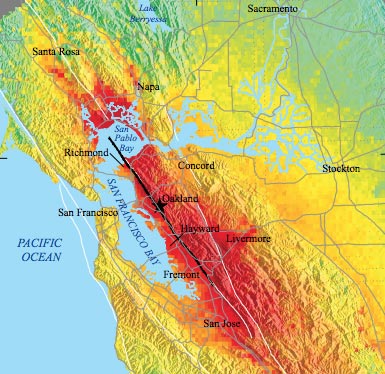 Lake
Berryessa
Sacramento
Santa Rosa
Napa
San
Pablo
Bay
Richmond
Concord
Stockton
Oakland
SAN FRANCISCO BAY
San Francisco
Hayward
Livermore
PACIFIC
OCEAN
Fremont
San Jose